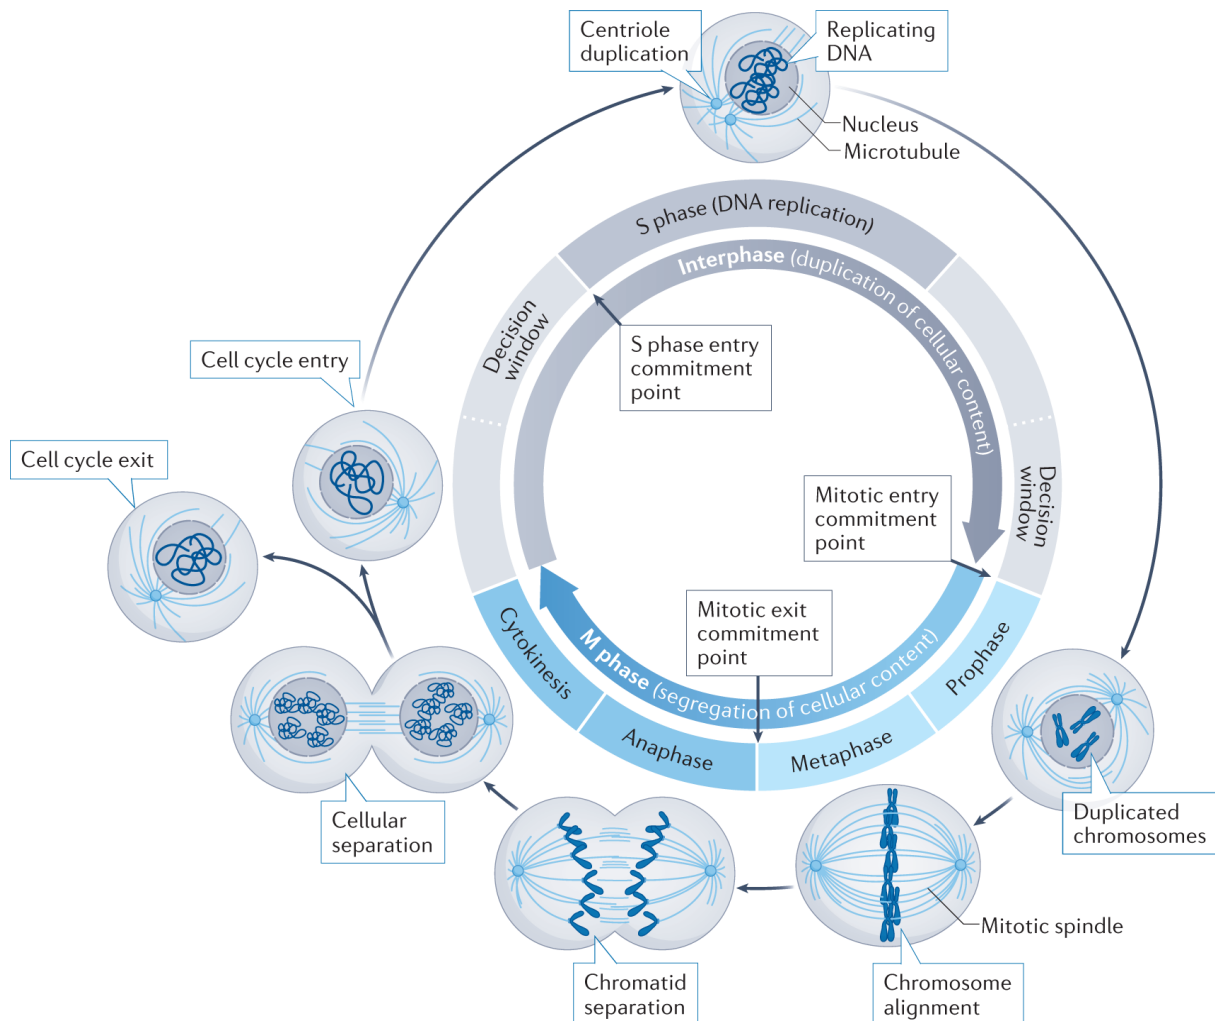 Centriole
duplication
Replicating
DNA
Nucleus
Microtubule
S phase (DNA replication)
Interphase (duplication of cellular content)
Decision
window
S phase entry
commitment
point
Cell cycle entry
Cell cycle exit
Decision
window
Mitotic entry
commitment
point
Mitotic exit
commitment
point
M phase (segregation of cellular content)
Cytokinesis
Anaphase
Metaphase
Prophase
Cellular
separation
Duplicated
chromosomes
Mitotic spindle
Chromatid
separation
Chromosome
alignment